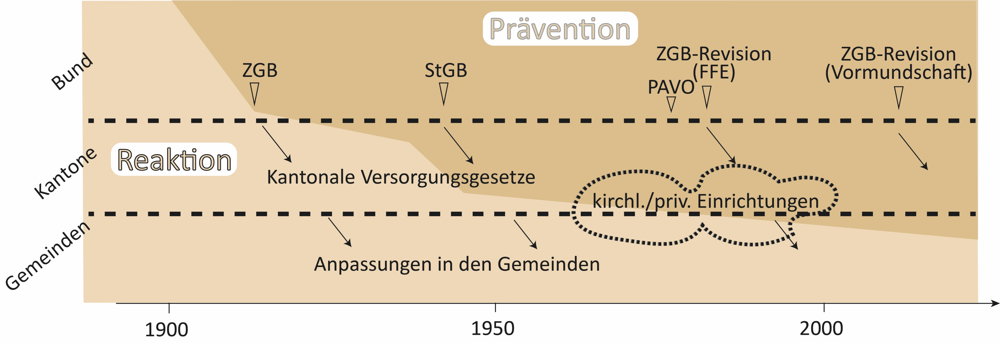 Prävention
ZGB-Revision
(FFE)
ZGB-Revision
(Vormundschaft)
ZGB
StGB
PAVO
Bund
Reaktion
Kantone
Kantonale Versorgungsgesetze
kirchl./priv. Einrichtungen
Gemeinden
Anpassungen in den Gemeinden
1900
1950
2000